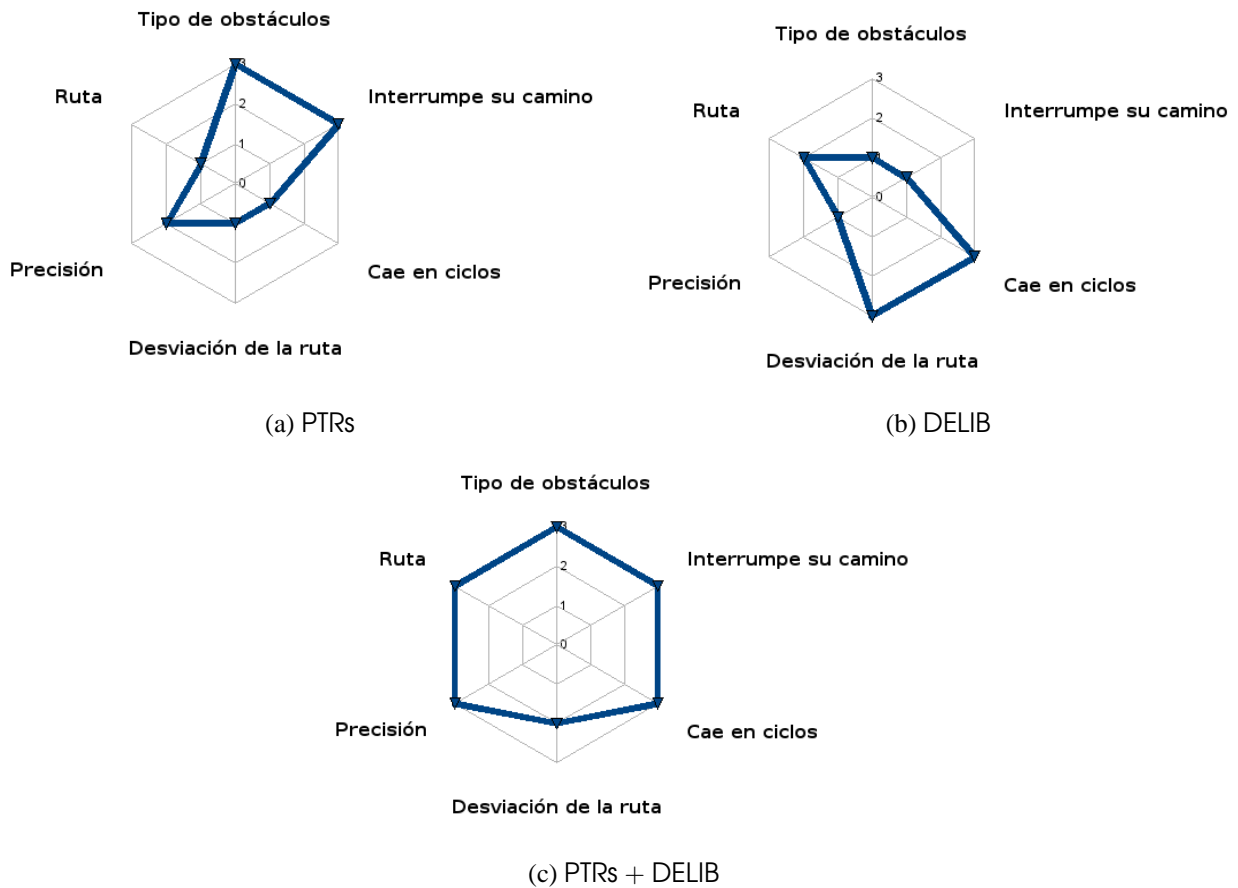 Tipo de obstáculos
Ruta
3
Interrumpe su camino
2
1
0
Precisión
Cae en ciclos
Desviación de la ruta
(a) PTRs
Tipo de obstáculos
3
Ruta
Interrumpe su camino
2
1
0
Precisión
Cae en ciclos
Desviación de la ruta
(b) DELIB
Tipo de obstáculos
3
Ruta
Interrumpe su camino
2
1
0
Precisión
Cae en ciclos
Desviación de la ruta
(c) PTRs + DELIB